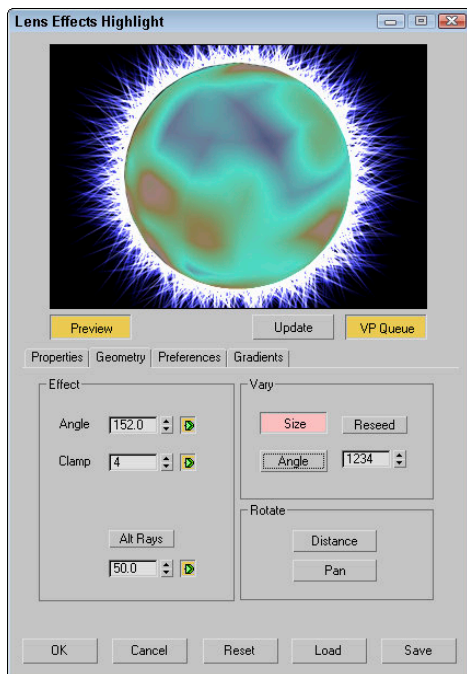 Lens Effects Highlight
Preview Update VP Queue
Properties Geometry Preferences Gradients
Effect
Angle 152.0
Clamp 4
Alt Rays
50.0
Vary
Size Reseed
Angle 1234
Rotate
Distance
Pan
OK Cancel Reset Load Save